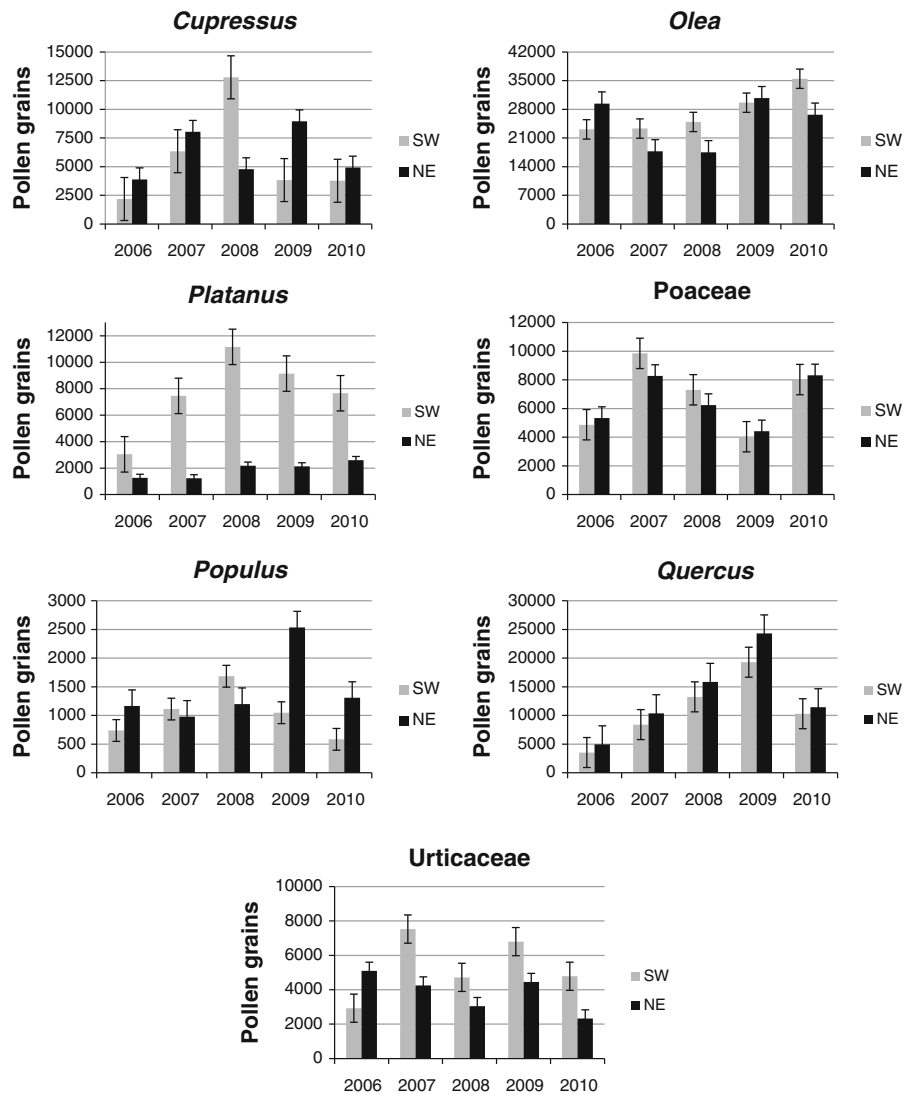 Cupressus
Pollen grains
15000
12500
10000
7500
5000
2500
0
2006 2007 2008 2009 2010
SW
NE
Olea
Pollen grains
42000
35000
28000
21000
14000
7000
0
2006 2007 2008 2009 2010
SW
NE
Platanus
Pollen grains
12000
10000
8000
6000
4000
2000
0
2006 2007 2008 2009 2010
SW
NE
Poaceae
Pollen grains
12000
10000
8000
6000
4000
2000
0
2006 2007 2008 2009 2010
SW
NE
Populus
Pollen grians
3000
2500
2000
1500
1000
500
0
2006 2007 2008 2009 2010
SW
NE
Quercus
Pollen grains
30000
25000
20000
15000
10000
5000
0
2006 2007 2008 2009 2010
SW
NE
Urticaceae
Pollen grains
10000
8000
6000
4000
2000
0
2006 2007 2008 2009 2010
SW
NE